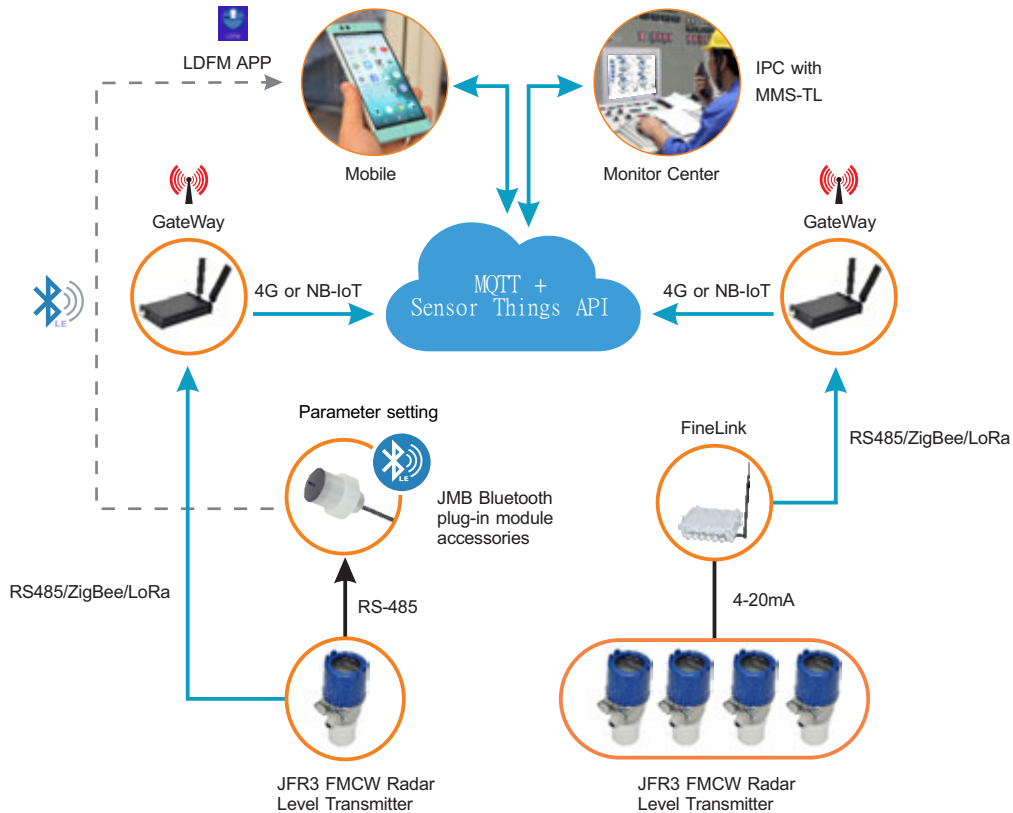 LDFM APP
IPC with
MMS-TL
Mobile
Monitor Center
GateWay
GateWay
4G or NB-IoT
MQTT +
Sensor Things API
4G or NB-IoT
LE
Parameter setting
FineLink
RS485/ZigBee/LoRa
LE
JMB Bluetooth
plug-in module
accessories
RS485/ZigBee/LoRa
RS-485
4-20mA
JFR3 FMCW Radar
Level Transmitter
JFR3 FMCW Radar
Level Transmitter